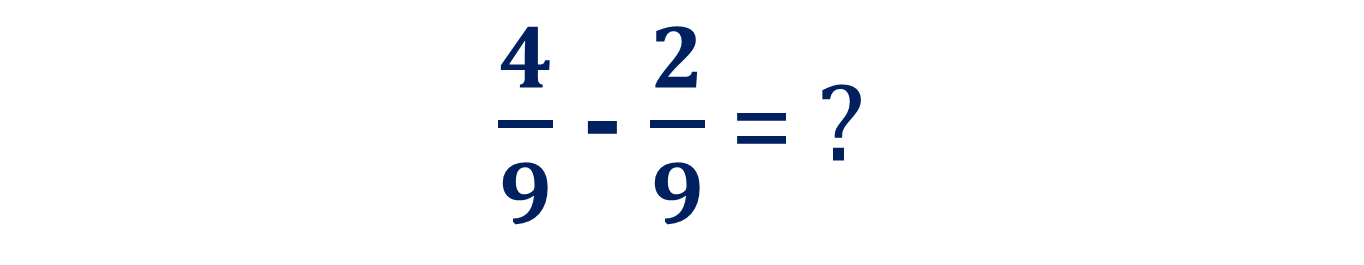 4/9 - 2/9 = ?